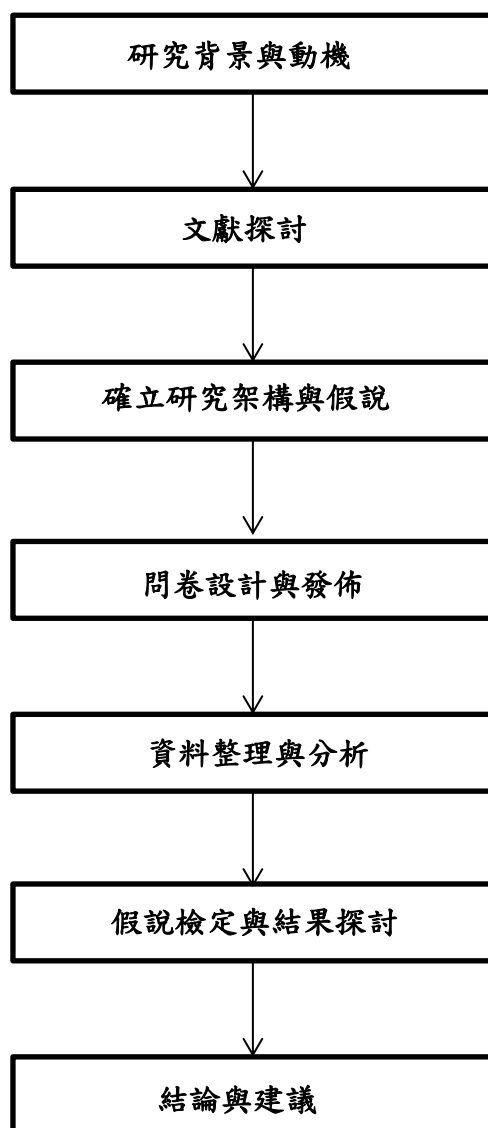 研究背景與動機
文獻探討
確立研究架構與假說
問卷設計與發佈
資料整理與分析
假說檢定與結果探討
結論與建議